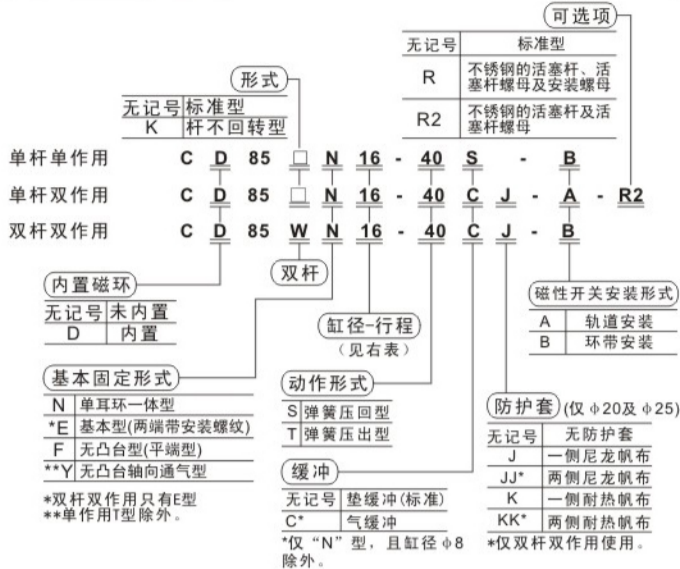 可选项
无记号 标准型
R 不锈钢的活塞杆、活
塞杆螺母及安装螺母
R2 不锈钢的活塞杆及活
塞杆螺母
形式
无记号 标准型
K 杆不回转型
单杆单作用 C D 85 □ N 16 - 40 S - B
单杆双作用 C D 85 □ N 16 - 40 C J - A - R2
双杆双作用 C D 85 W N 16 - 40 C J - B
内置磁环
无记号 未内置
D 内置
双杆
缸径-行程
(见右表)
磁性开关安装形式
A 轨道安装
B 环带安装
基本固定形式
N 单耳环一体型
*E 基本型(两端带安装螺纹)
F 无凸台型(平端型)
**Y 无凸台轴向通气型
*双杆双作用只有E型
**单作用T型除外。
动作形式
S 弹簧压回型
T 弹簧压出型
缓冲
无记号 垫缓冲(标准)
C* 气缓冲
*仅“N”型，且缸径φ8
除外。
防护套 (仅φ20及φ25)
无记号 无防护套
J 一侧尼龙帆布
JJ* 两侧尼龙帆布
K 一侧耐热帆布
KK* 两侧耐热帆布
*仅双杆双作用使用。